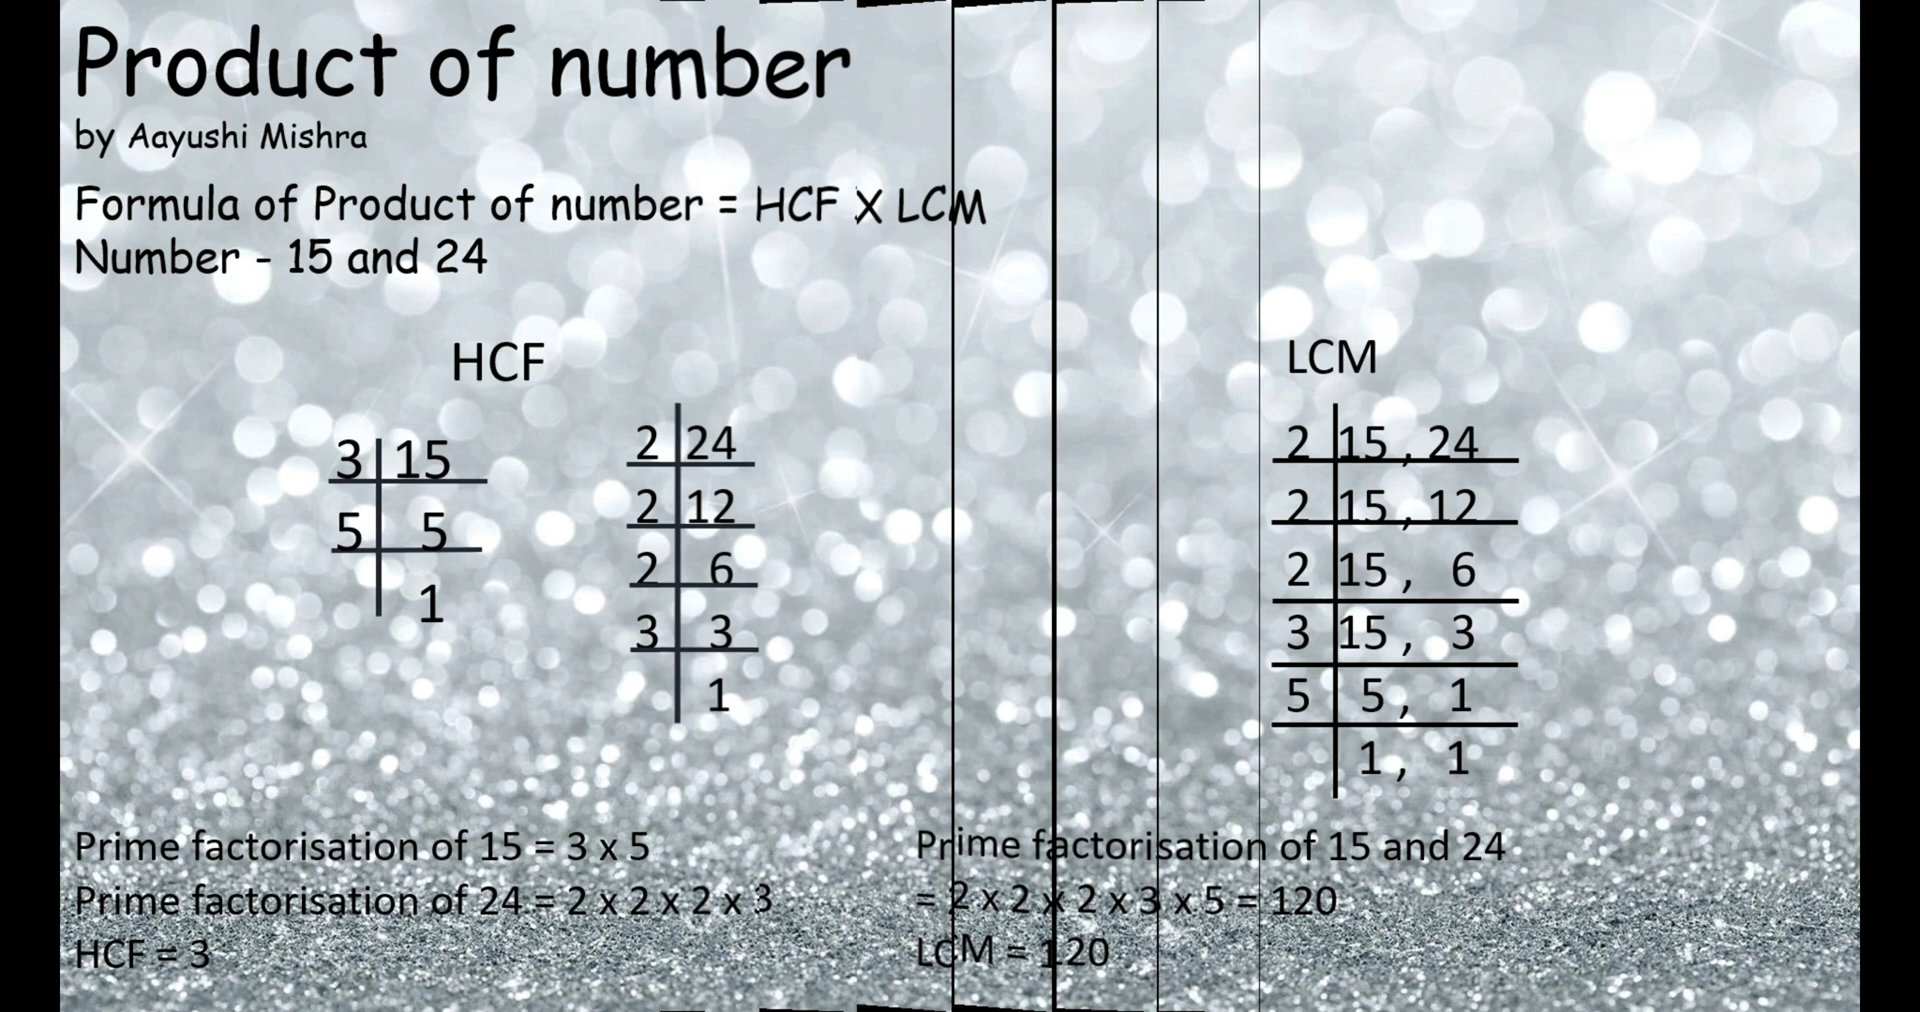 Product of number
by Aayushi Mishra
Formula of Product of number = HCF X LCM
Number - 15 and 24
HCF
3 15
5 5
1
2 24
2 12
2 6
3 3
1
LCM
2 15 , 24
2 15 , 12
2 15 , 6
3 15 , 3
5 5 , 1
1 , 1
Prime factorisation of 15 = 3 x 5
Prime factorisation of 24 = 2 x 2 x 2 x 3
HCF = 3
Prime factorisation of 15 and 24
= 2 x 2 x 2 x 3 x 5 = 120
LCM = 120